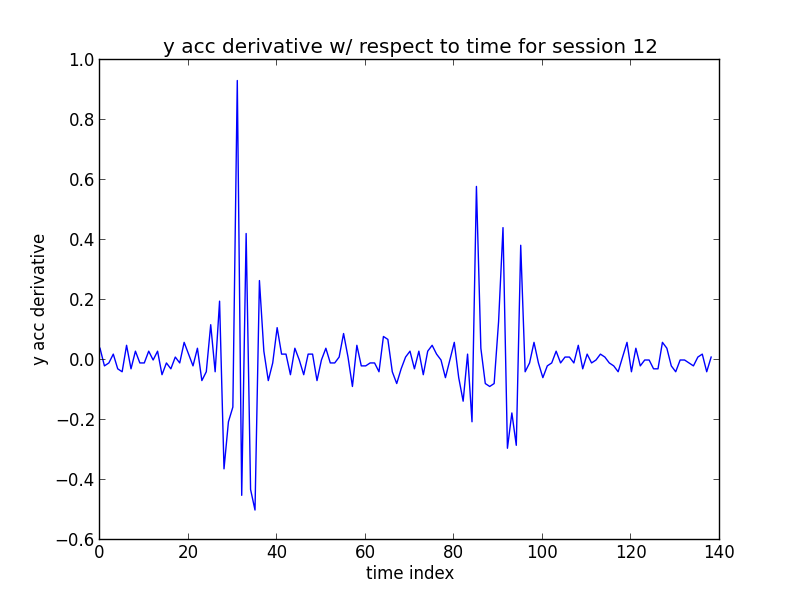 y acc derivative w/ respect to time for session 12
1.0
0.8
0.6
0.4
0.2
0.0
−0.2
−0.4
−0.6
y acc derivative
0 20 40 60 80 100 120 140
time index